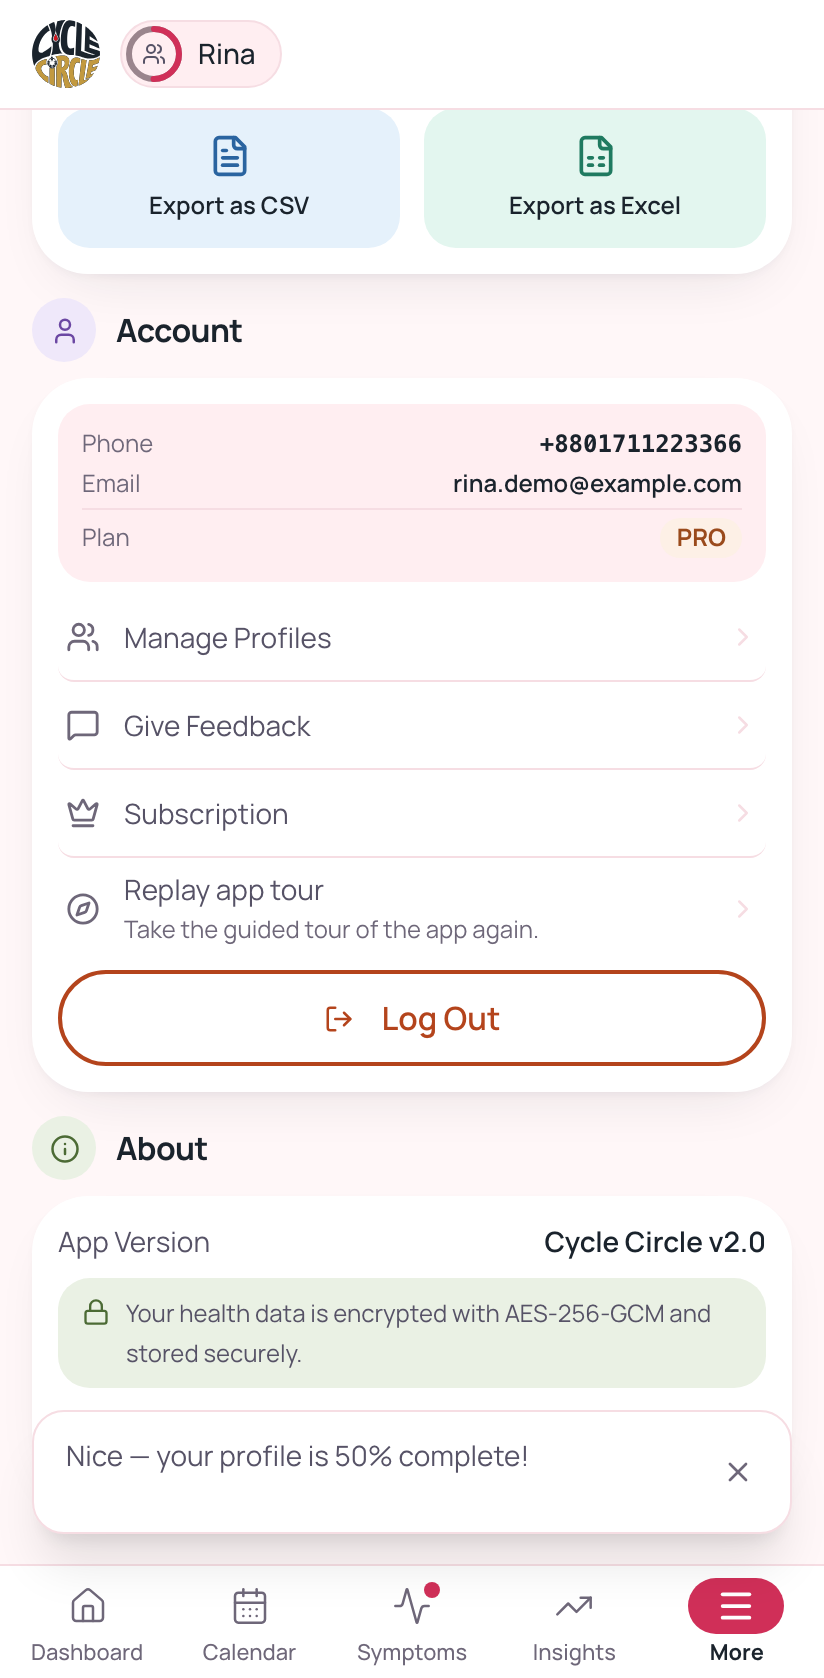 CYCLE
CIRCLE
Rina
Export as CSV
Export as Excel
Account
Phone
+8801711223366
Email
rina.demo@example.com
Plan
PRO
Manage Profiles
Give Feedback
Subscription
Replay app tour
Take the guided tour of the app again.
Log Out
About
App Version
Cycle Circle v2.0
Your health data is encrypted with AES-256-GCM and
stored securely.
Nice — your profile is 50% complete!
Dashboard
Calendar
Symptoms
Insights
More